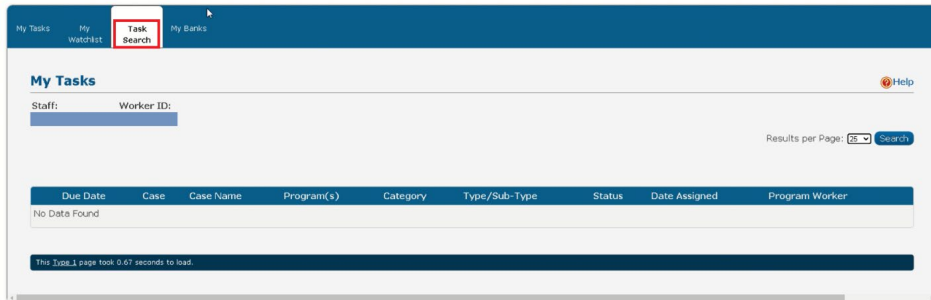 My Tasks My Watchlist Task Search My Banks
My Tasks
Help
Staff: Worker ID:
Results per Page: 25 Search
Due Date Case Case Name Program(s) Category Type/Sub-Type Status Date Assigned Program Worker
No Data Found
This Type 1 page took 0.67 seconds to load.